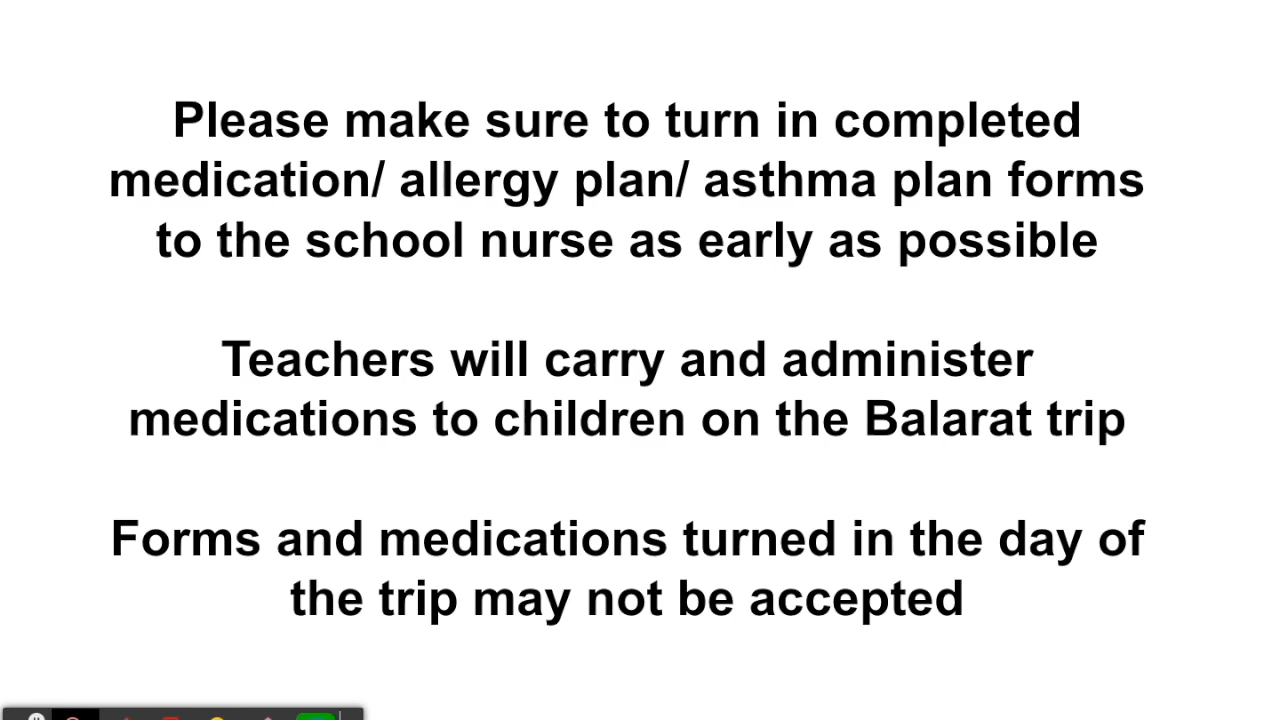 Please make sure to turn in completed
medication/ allergy plan/ asthma plan forms
to the school nurse as early as possible
Teachers will carry and administer
medications to children on the Balarat trip
Forms and medications turned in the day of
the trip may not be accepted